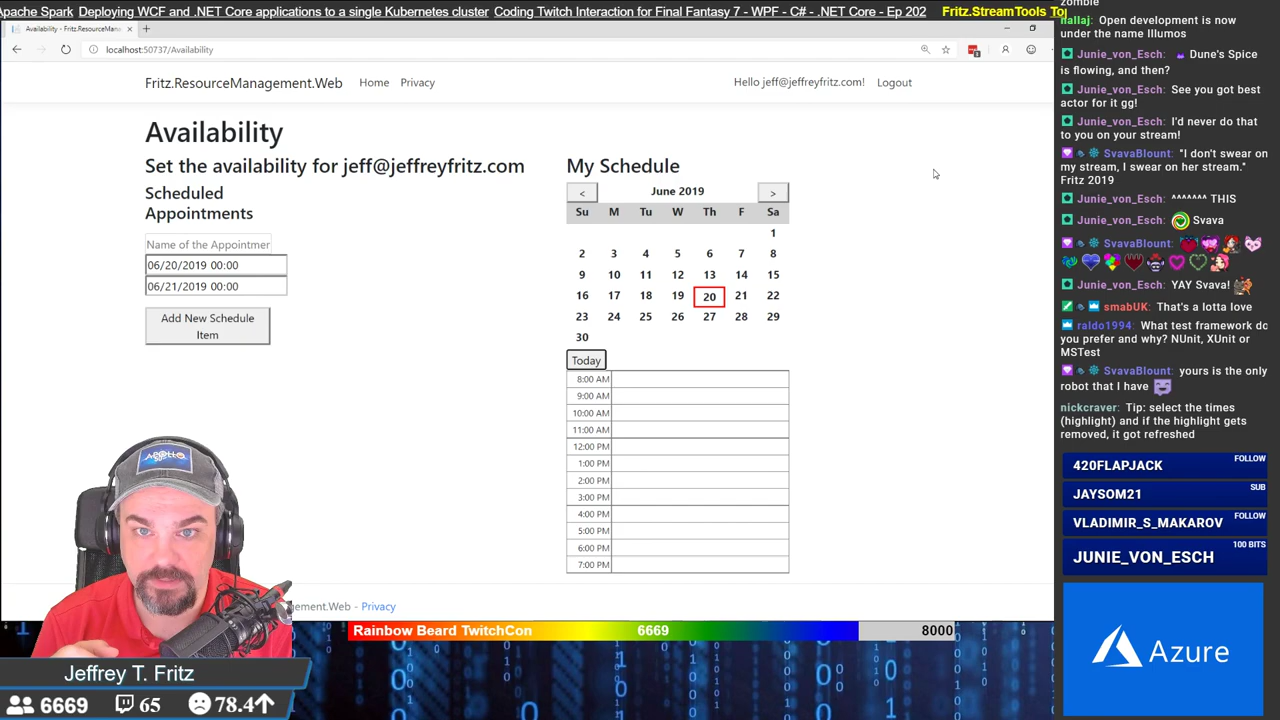 Apache Spark Deploying WCF and .NET Core applications to a single Kubernetes cluster Coding Twitch Interaction for Final Fantasy 7 - WPF - C# - .NET Core - Ep 202 Fritz.StreamTools To
Availability - Fritz.ResourceMana
localhost:50737/Availability
Fritz.ResourceManagement.Web Home Privacy Hello jeff@jeffreyfritz.com! Logout
Availability
Set the availability for jeff@jeffreyfritz.com
Scheduled
Appointments
Name of the Appointmer
06/20/2019 00:00
06/21/2019 00:00
Add New Schedule
Item
My Schedule
< June 2019 >
Su M Tu W Th F Sa
1
2 3 4 5 6 7 8
9 10 11 12 13 14 15
16 17 18 19 20 21 22
23 24 25 26 27 28 29
30
Today
8:00 AM
9:00 AM
10:00 AM
11:00 AM
12:00 PM
1:00 PM
2:00 PM
3:00 PM
4:00 PM
5:00 PM
6:00 PM
7:00 PM
ement.Web - Privacy
APOLLO
50
Rainbow Beard TwitchCon 6669 8000
Jeffrey T. Fritz
6669 65 78.4
zombie
nallaj: Open development is now
under the name Illumos
Junie_von_Esch: Dune's Spice
is flowing, and then?
Junie_von_Esch: See you got best
actor for it gg!
Junie_von_Esch: I'd never do that
to you on your stream!
SvavaBlount: "I don't swear on
my stream, I swear on her stream."
Fritz 2019
Junie_von_Esch: ^^^^^^^ THIS
Junie_von_Esch: Svava
SvavaBlount:
Junie_von_Esch: YAY Svava!
smabUK: That's a lotta love
raido1994: What test framework do
you prefer and why? NUnit, XUnit or
MSTest
SvavaBlount: yours is the only
robot that I have
nickcraver: Tip: select the times
(highlight) and if the highlight gets
removed, it got refreshed
420FLAPJACK FOLLOW
JAYSOM21 SUB
VLADIMIR_S_MAKAROV FOLLOW
JUNIE_VON_ESCH 100 BITS
Azure